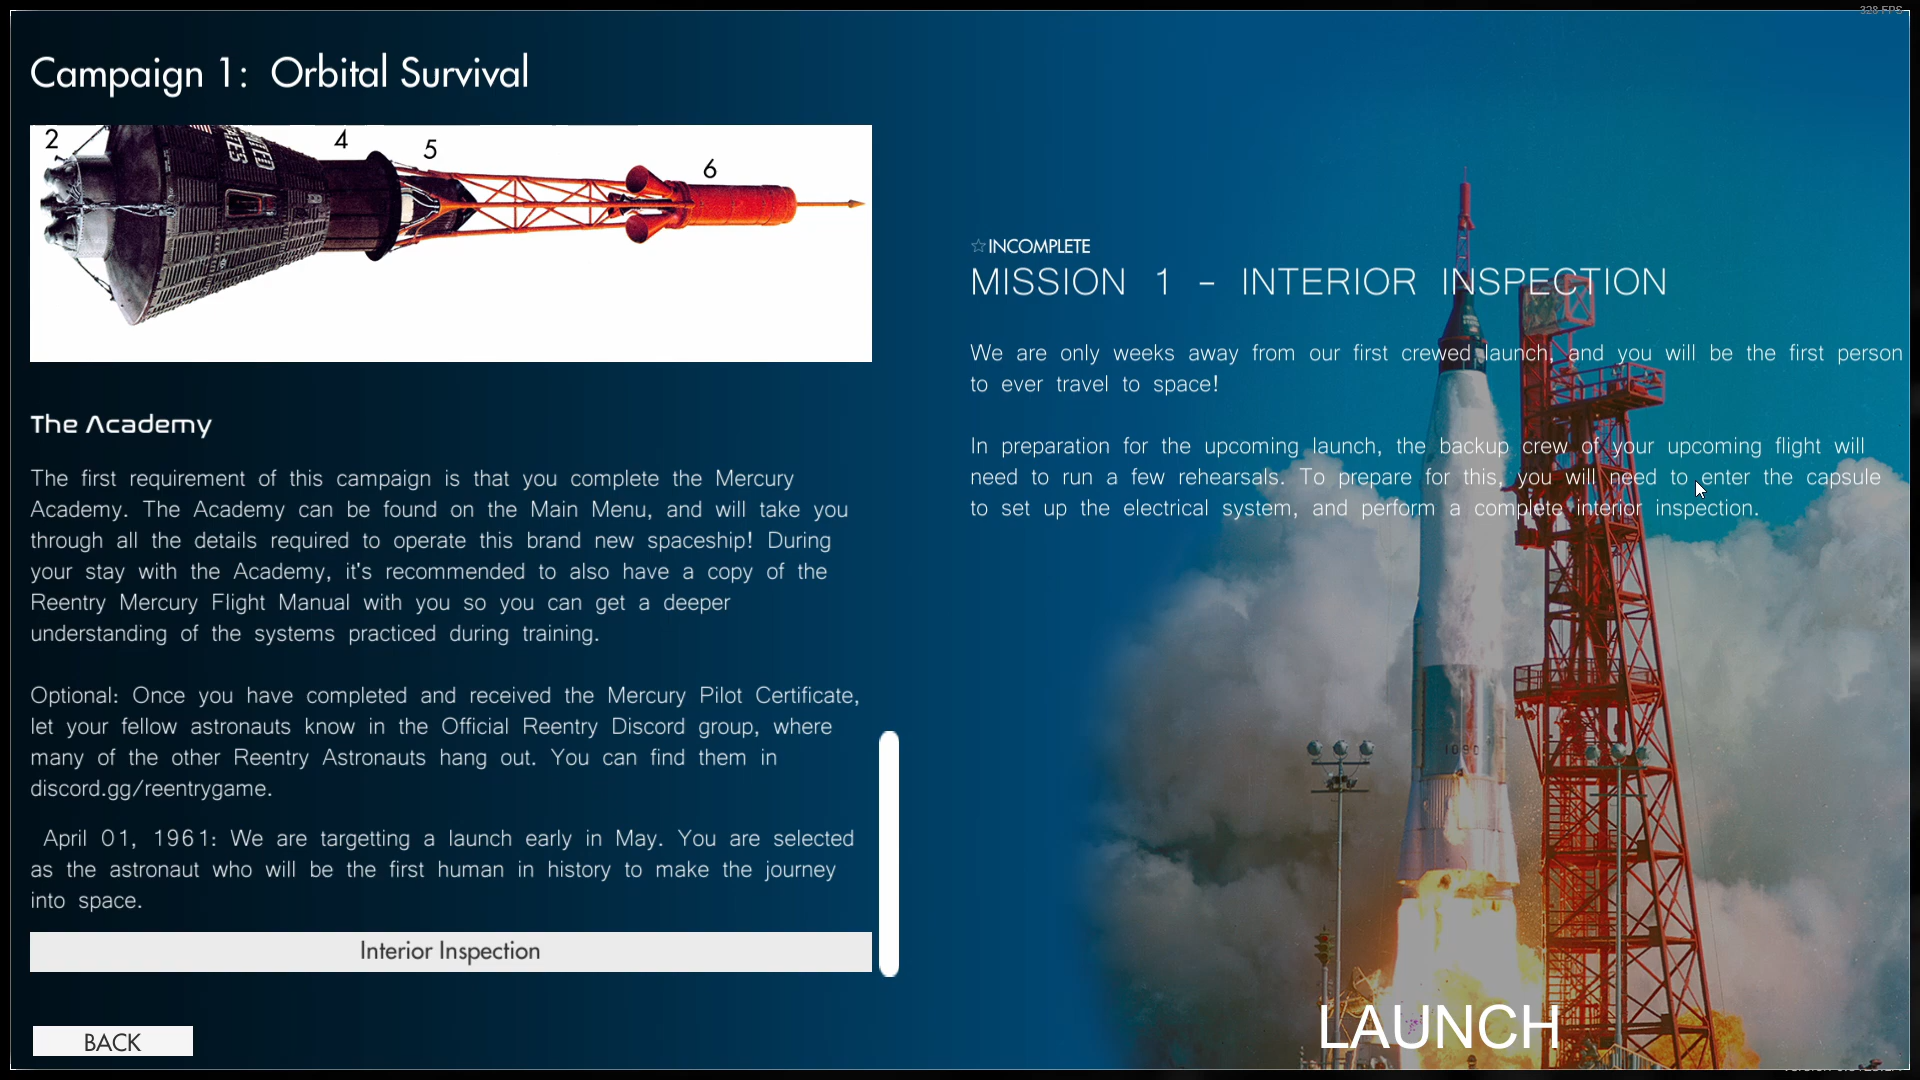 328 FPS
Campaign 1: Orbital Survival
2
4
5
6
The Academy
The first requirement of this campaign is that you complete the Mercury
Academy. The Academy can be found on the Main Menu, and will take you
through all the details required to operate this brand new spaceship! During
your stay with the Academy, it's recommended to also have a copy of the
Reentry Mercury Flight Manual with you so you can get a deeper
understanding of the systems practiced during training.
Optional: Once you have completed and received the Mercury Pilot Certificate,
let your fellow astronauts know in the Official Reentry Discord group, where
many of the other Reentry Astronauts hang out. You can find them in
discord.gg/reentrygame.
April 01, 1961: We are targetting a launch early in May. You are selected
as the astronaut who will be the first human in history to make the journey
into space.
Interior Inspection
BACK
☆INCOMPLETE
MISSION 1 - INTERIOR INSPECTION
We are only weeks away from our first crewed launch, and you will be the first person
to ever travel to space!
In preparation for the upcoming launch, the backup crew of your upcoming flight will
need to run a few rehearsals. To prepare for this, you will need to enter the capsule
to set up the electrical system, and perform a complete interior inspection.
LAUNCH